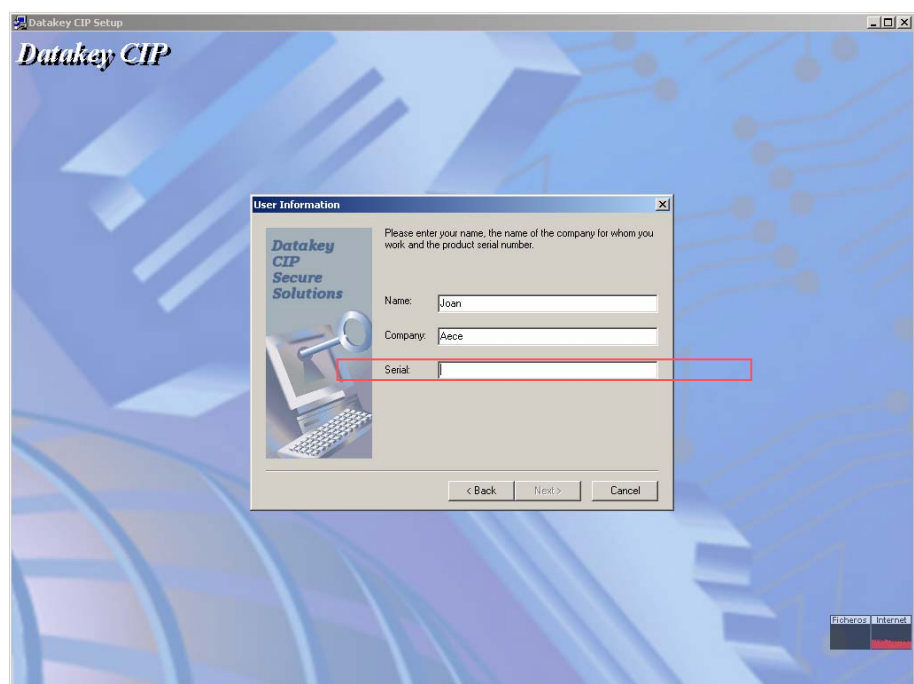 Datakey CIP Setup
Datakey CIP
User Information
Please enter your name, the name of the company for whom you
work and the product serial number.
Datakey
CIP
Secure
Solutions
Name:
Joan
Company:
Aece
Serial:
< Back
Next >
Cancel
Ficheros
Internet